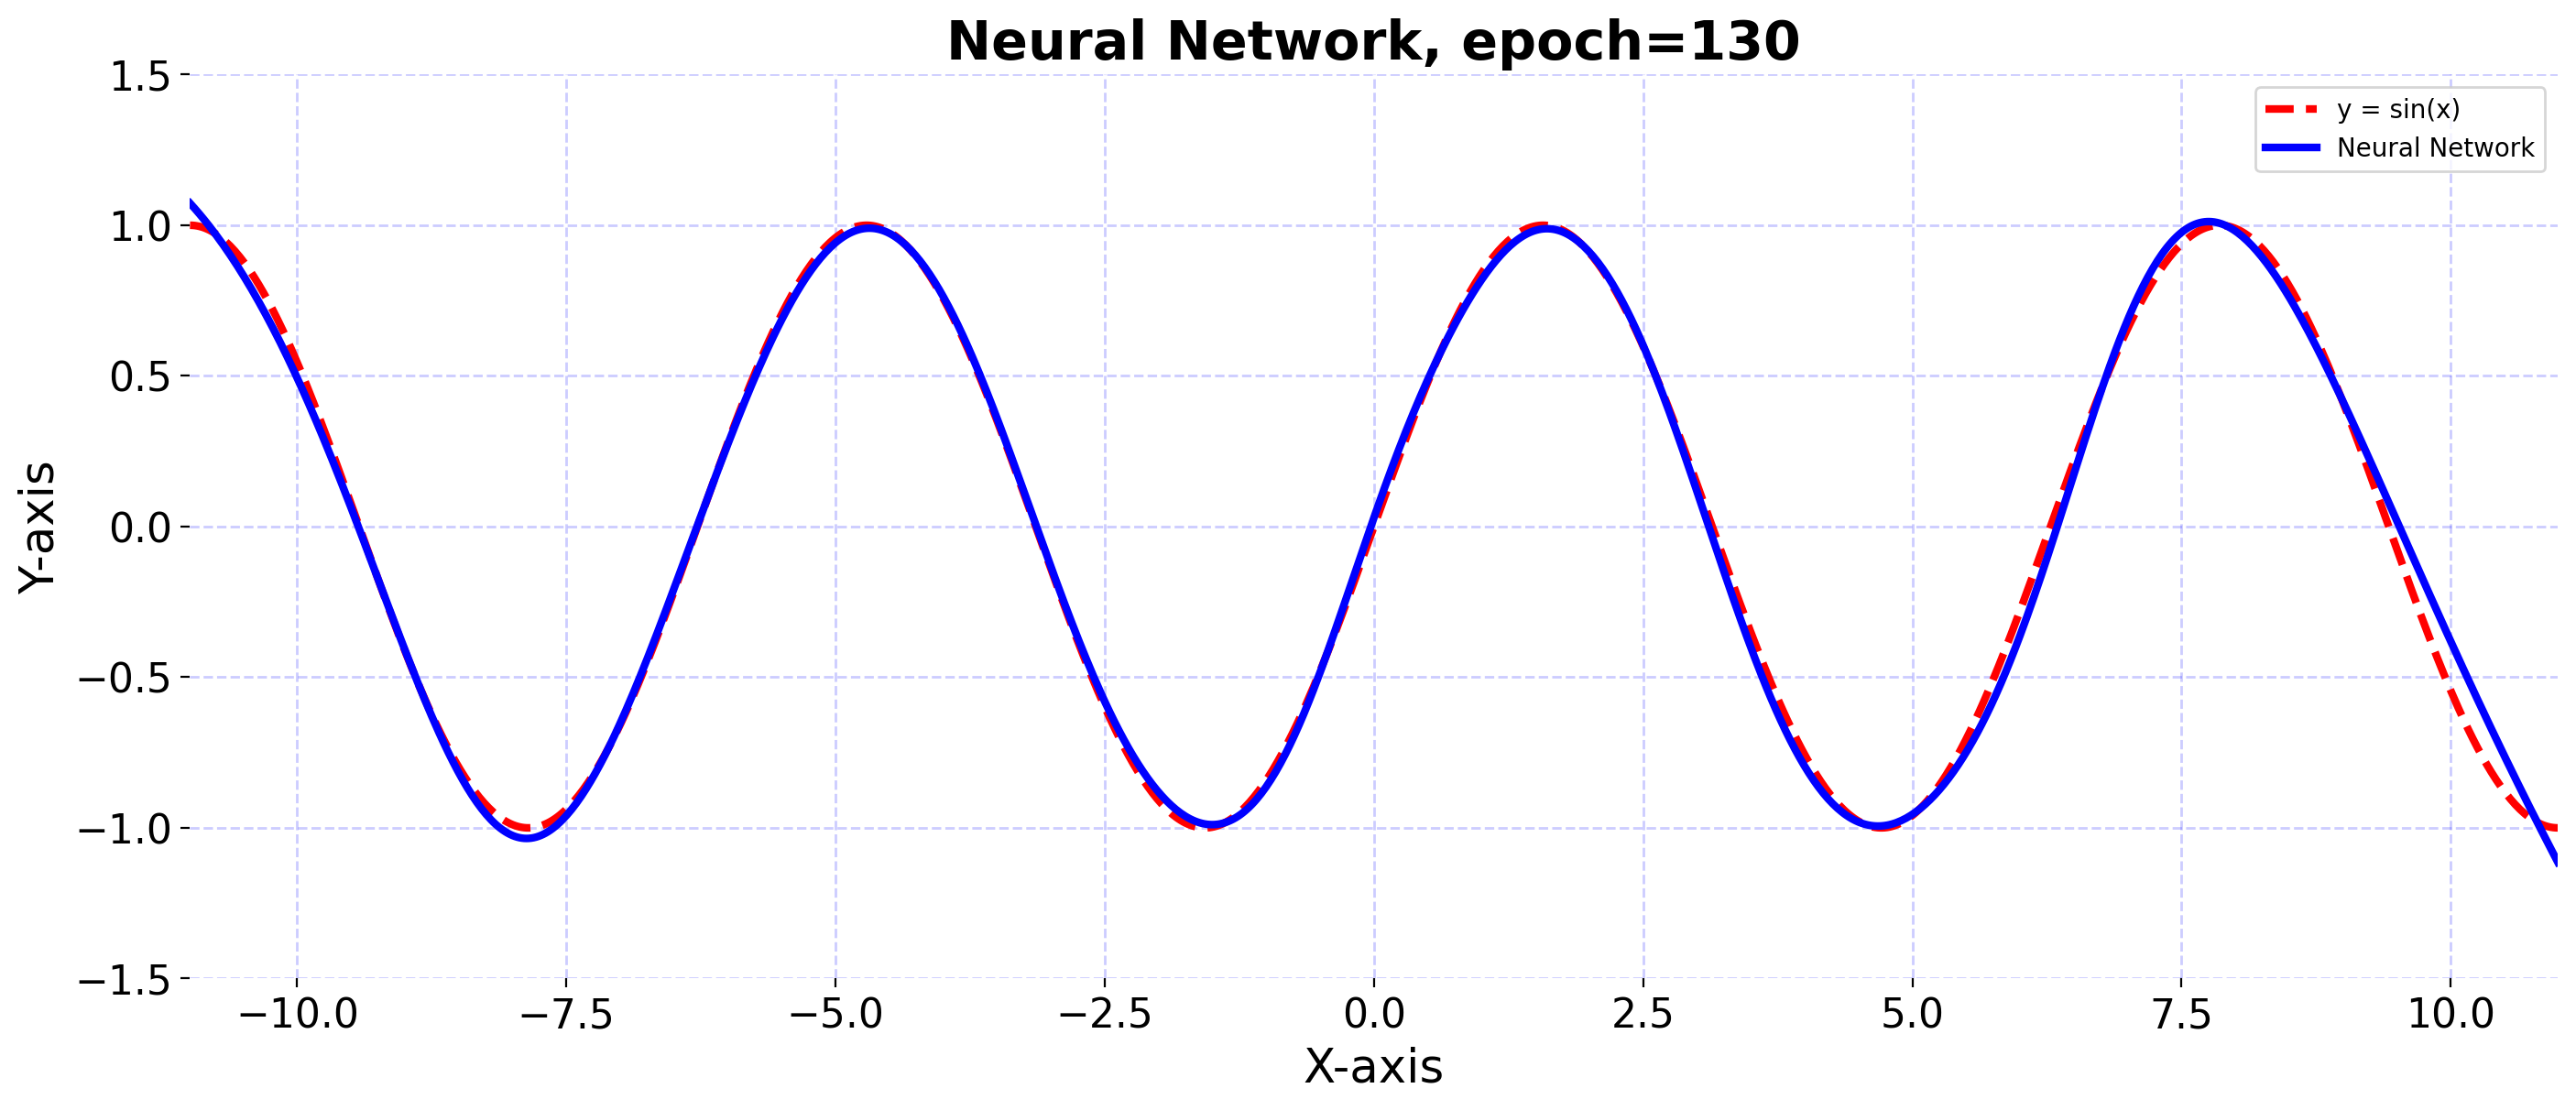 Neural Network, epoch=130
y = sin(x)
Neural Network
Y-axis
1.5
1.0
0.5
0.0
−0.5
−1.0
−1.5
−10.0 −7.5 −5.0 −2.5 0.0 2.5 5.0 7.5 10.0
X-axis